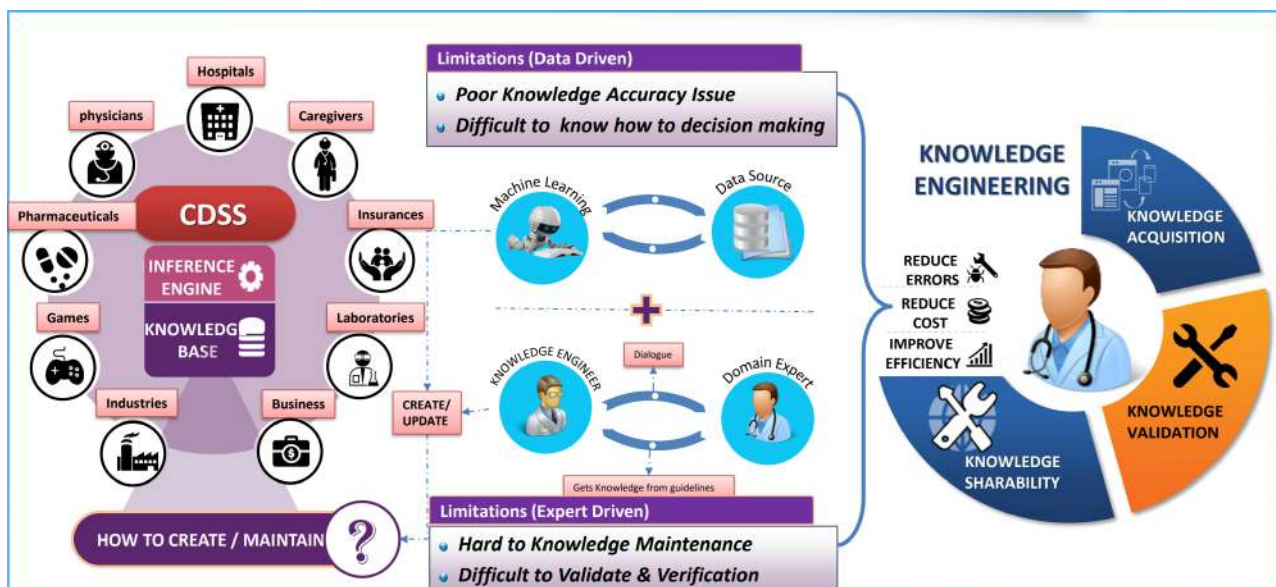 Hospitals
physicians
Caregivers
Pharmaceuticals
CDSS
Insurances
INFERENCE
ENGINE
Games
KNOWLEDG
BASE
Laboratories
Industries
Business
HOW TO CREATE / MAINTAIN
?
Limitations (Data Driven)
Poor Knowledge Accuracy Issue
Difficult to know how to decision making
Machine Learning
Data Source
+
Dialogue
KNOWLEDGE ENGINEER
Domain Expert
CREATE/
UPDATE
Gets Knowledge from guidelines
Limitations (Expert Driven)
Hard to Knowledge Maintenance
Difficult to Validate & Verification
KNOWLEDGE
ENGINEERING
KNOWLEDGE
ACQUISITION
REDUCE
ERRORS
REDUCE
COST
IMPROVE
EFFICIENCY
KNOWLEDGE
VALIDATION
KNOWLEDGE
SHARABILITY